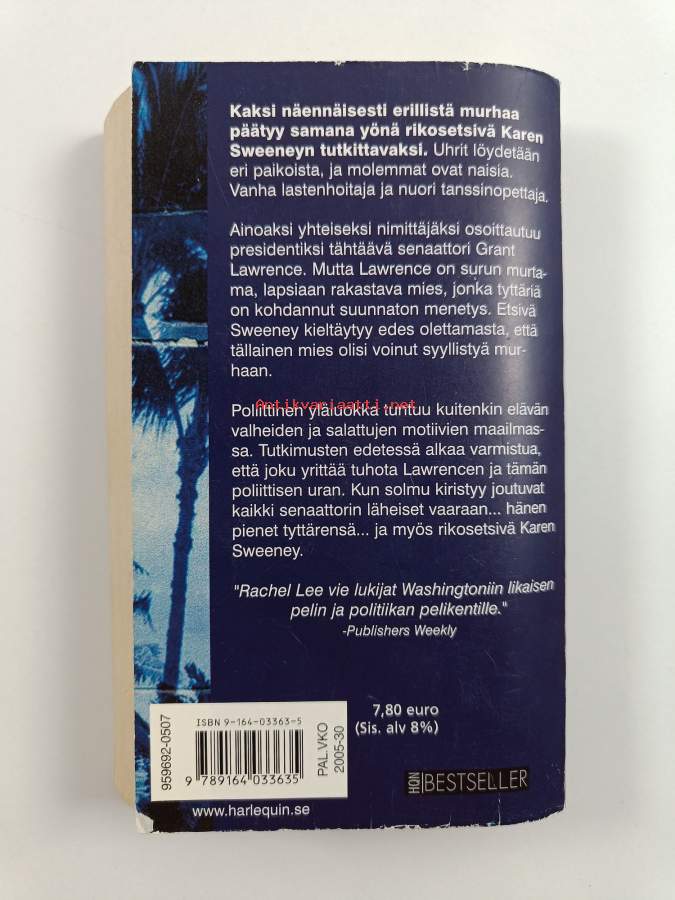 Kaksi näennäisesti erillistä murhaa
päätyy samana yönä rikosetsivä Karen
Sweeneyn tutkittavaksi. Uhrit löydetään
eri paikoista, ja molemmat ovat naisia.
Vanha lastenhoitaja ja nuori tanssinopettaja.
Ainoaksi yhteiseksi nimittäjäksi osoittautuu
presidentiksi tähtäävä senaattori Grant
Lawrence. Mutta Lawrence on surun murta-
ma, lapsiaan rakastava mies, jonka tyttäriä
on kohdannut suunnaton menetys. Etsivä
Sweeney kieltäytyy edes olettamasta, että
tällainen mies olisi voinut syyllistyä mur-
haan.
Antikvariaatti.net
Poliittinen yläluokka tuntuu kuitenkin elävän
valheiden ja salattujen motiivien maailmas-
sa. Tutkimusten edetessä alkaa varmistua,
että joku yrittää tuhota Lawrencen ja tämän
poliittisen uran. Kun solmu kiristyy joutuvat
kaikki senaattorin läheiset vaaraan... hänen
pienet tyttärensä... ja myös rikosetsivä Karen
Sweeney.
"Rachel Lee vie lukijat Washingtoniin likaisen
pelin ja politiikan pelikentille."
-Publishers Weekly
959692-0507
ISBN 9-164-03363-5
9 789164 033635
PAL.VKO
2005-30
7,80 euro
(Sis. alv 8%)
HQN BESTSELLER
www.harlequin.se